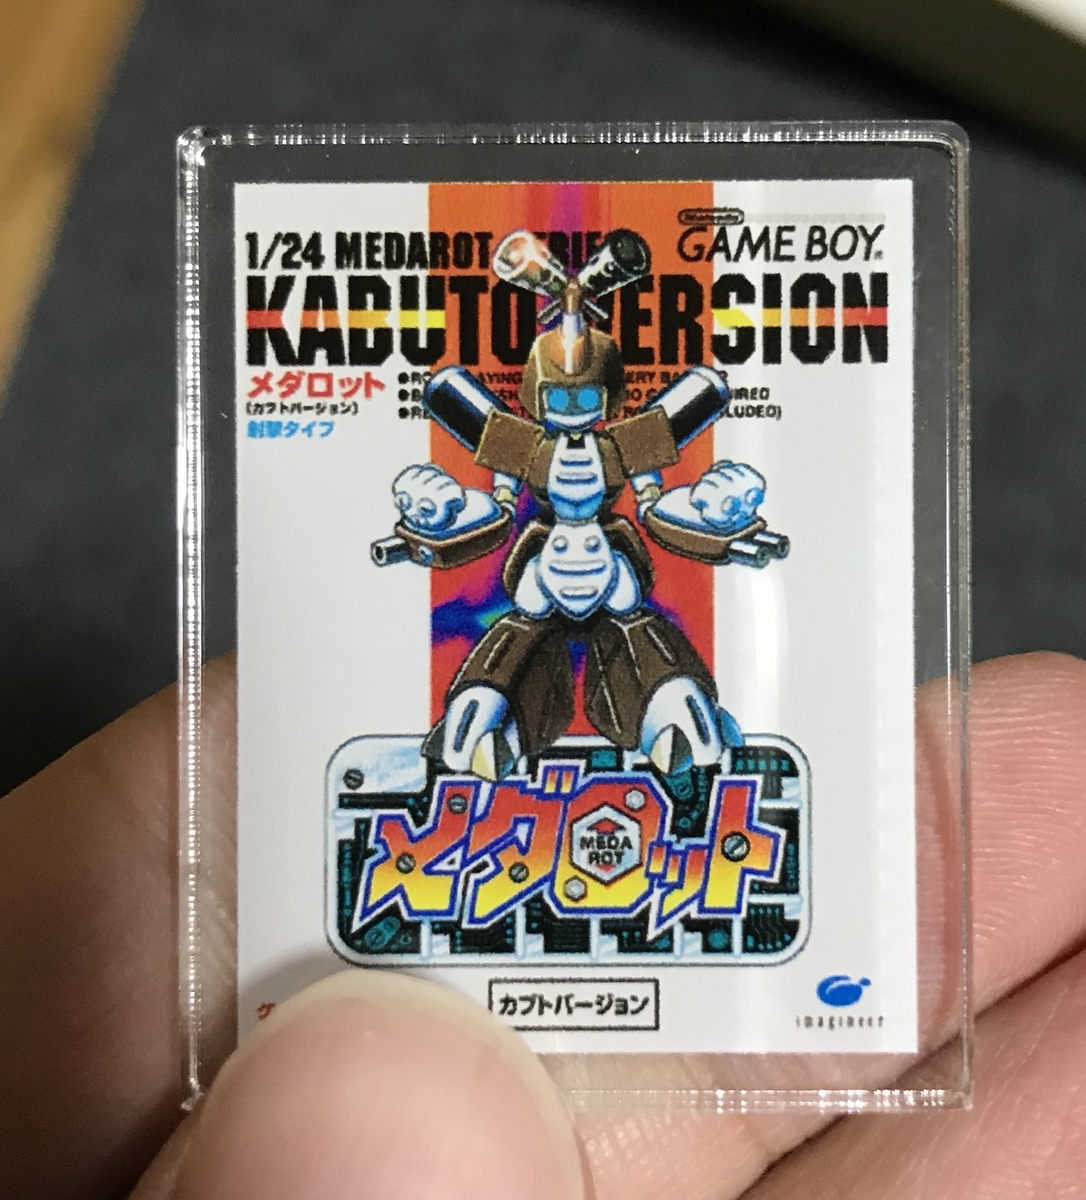 Nintendo
GAME BOY
1/24 MEDAROT
KABUTO VERSION
メダロット
(カブトバージョン)
射撃タイプ
メダロット
MEDA
ROT
カブトバージョン
imagineer